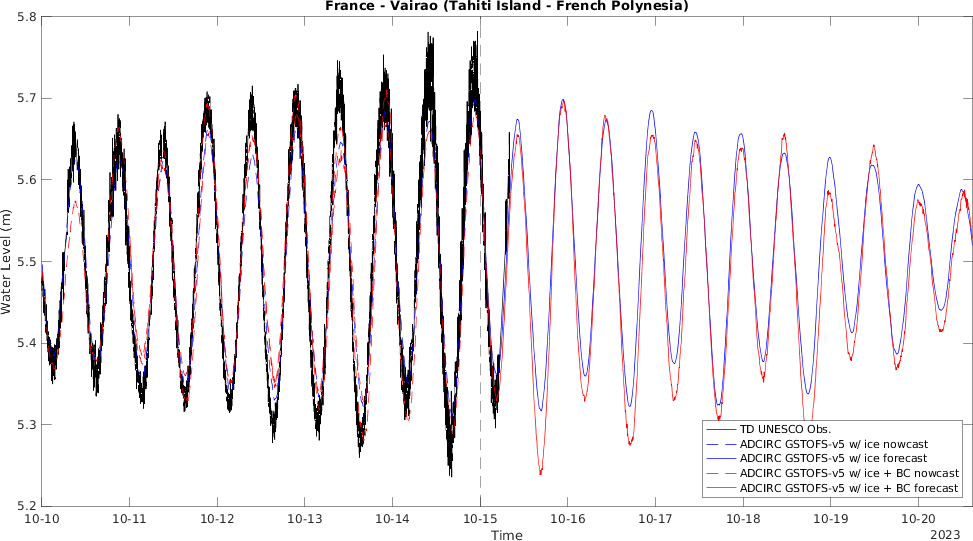 France - Vairao (Tahiti Island - French Polynesia)
5.8
5.7
5.6
5.5
5.4
5.3
5.2
Water Level (m)
TD UNESCO Obs.
ADCIRC GSTOFS-v5 w/ ice nowcast
ADCIRC GSTOFS-v5 w/ ice forecast
ADCIRC GSTOFS-v5 w/ ice + BC nowcast
ADCIRC GSTOFS-v5 w/ ice + BC forecast
10-10 10-11 10-12 10-13 10-14 10-15 10-16 10-17 10-18 10-19 10-20
Time
2023